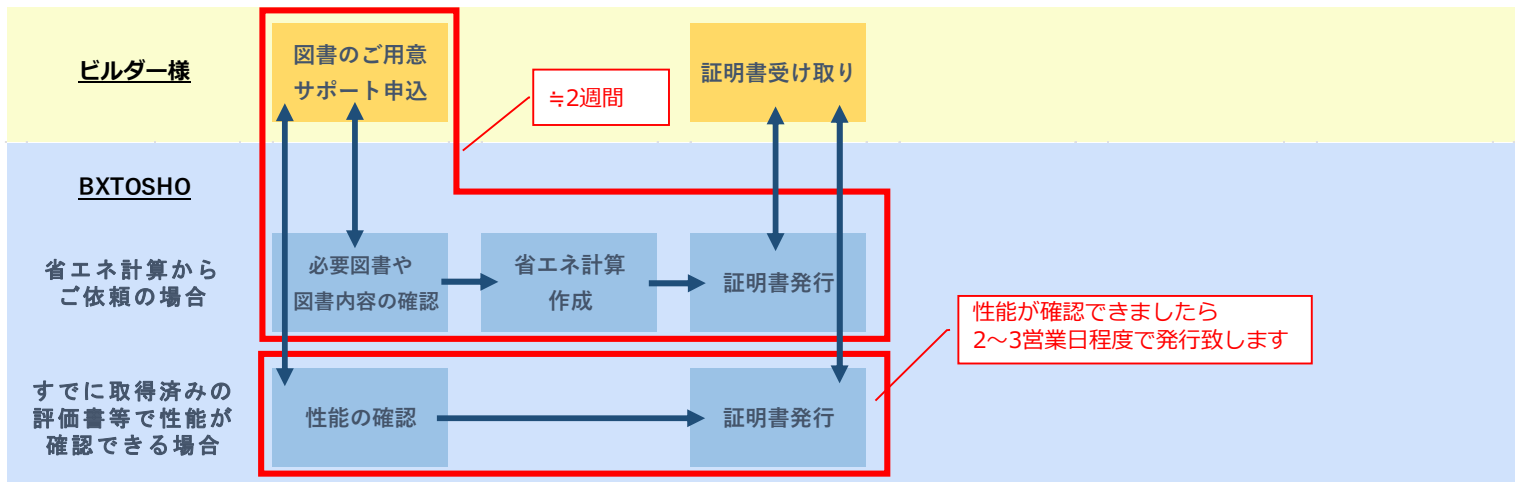 ビルダー様
図書のご用意
サポート申込
≒2週間
証明書受け取り
BXTOSHO
省エネ計算から
ご依頼の場合
必要図書や
図書内容の確認
省エネ計算
作成
証明書発行
性能が確認できましたら
2～3営業日程度で発行致します
すでに取得済みの
評価書等で性能が
確認できる場合
性能の確認
証明書発行